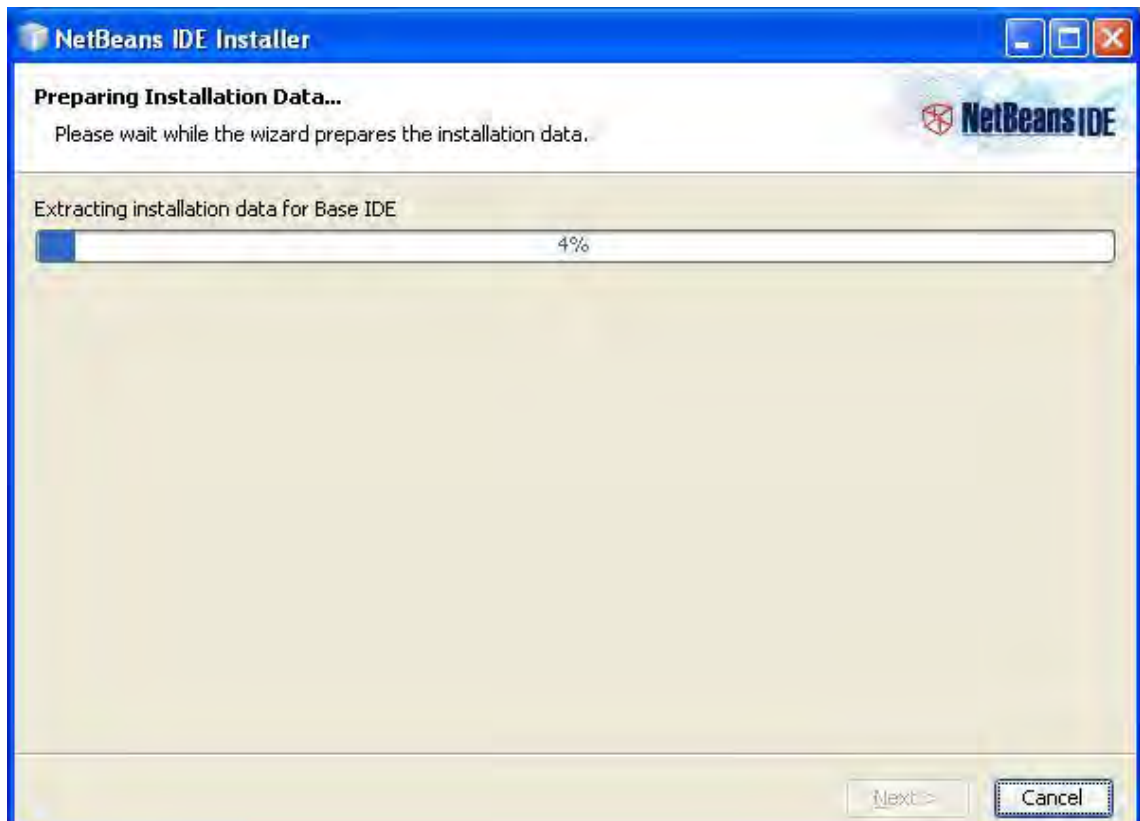 NetBeans IDE Installer
Preparing Installation Data...
Please wait while the wizard prepares the installation data.
NetBeans IDE
Extracting installation data for Base IDE
4%
Next >
Cancel